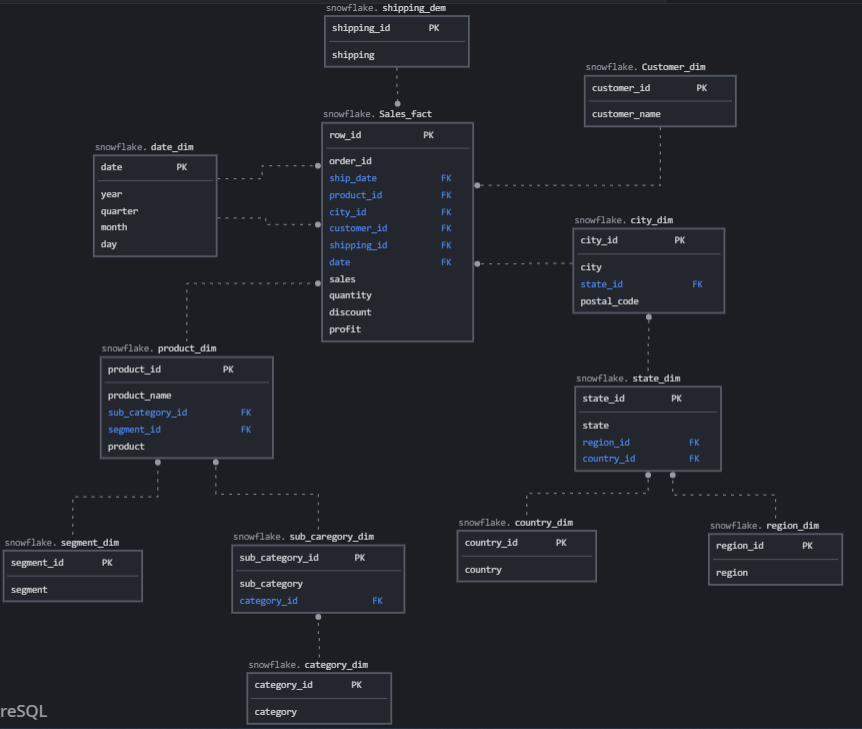 snowflake. shipping_dem
shipping_id PK
shipping
snowflake. Customer_dim
customer_id PK
customer_name
snowflake. Sales_fact
row_id PK
order_id
ship_date FK
product_id FK
city_id FK
customer_id FK
shipping_id FK
date FK
sales
quantity
discount
profit
snowflake. date_dim
date PK
year
quarter
month
day
snowflake. city_dim
city_id PK
city
state_id FK
postal_code
snowflake. product_dim
product_id PK
product_name
sub_category_id FK
segment_id FK
product
snowflake. state_dim
state_id PK
state
region_id FK
country_id FK
snowflake. segment_dim
segment_id PK
segment
snowflake. sub_caregory_dim
sub_category_id PK
sub_category
category_id FK
snowflake. country_dim
country_id PK
country
snowflake. region_dim
region_id PK
region
snowflake. category_dim
category_id PK
category
reSQL